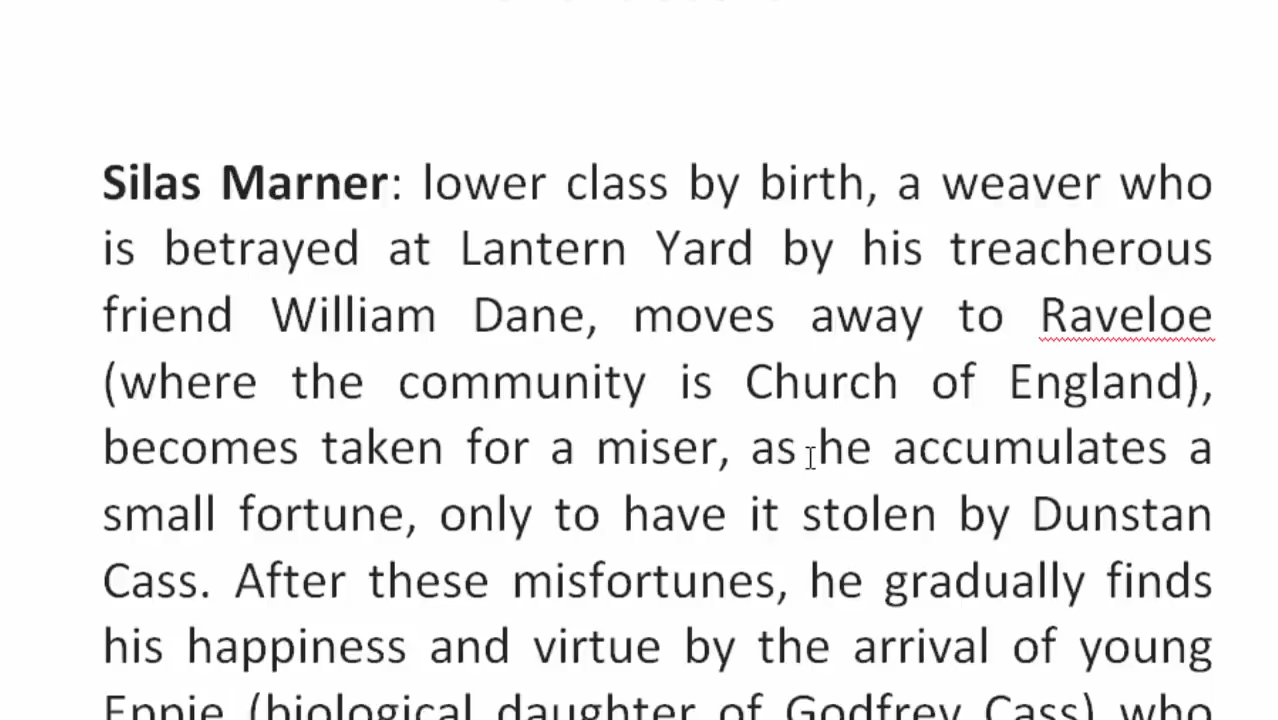 Silas Marner: lower class by birth, a weaver who
is betrayed at Lantern Yard by his treacherous
friend William Dane, moves away to Raveloe
(where the community is Church of England),
becomes taken for a miser, as he accumulates a
small fortune, only to have it stolen by Dunstan
Cass. After these misfortunes, he gradually finds
his happiness and virtue by the arrival of young
Eppie (biological daughter of Godfrey Cass) who